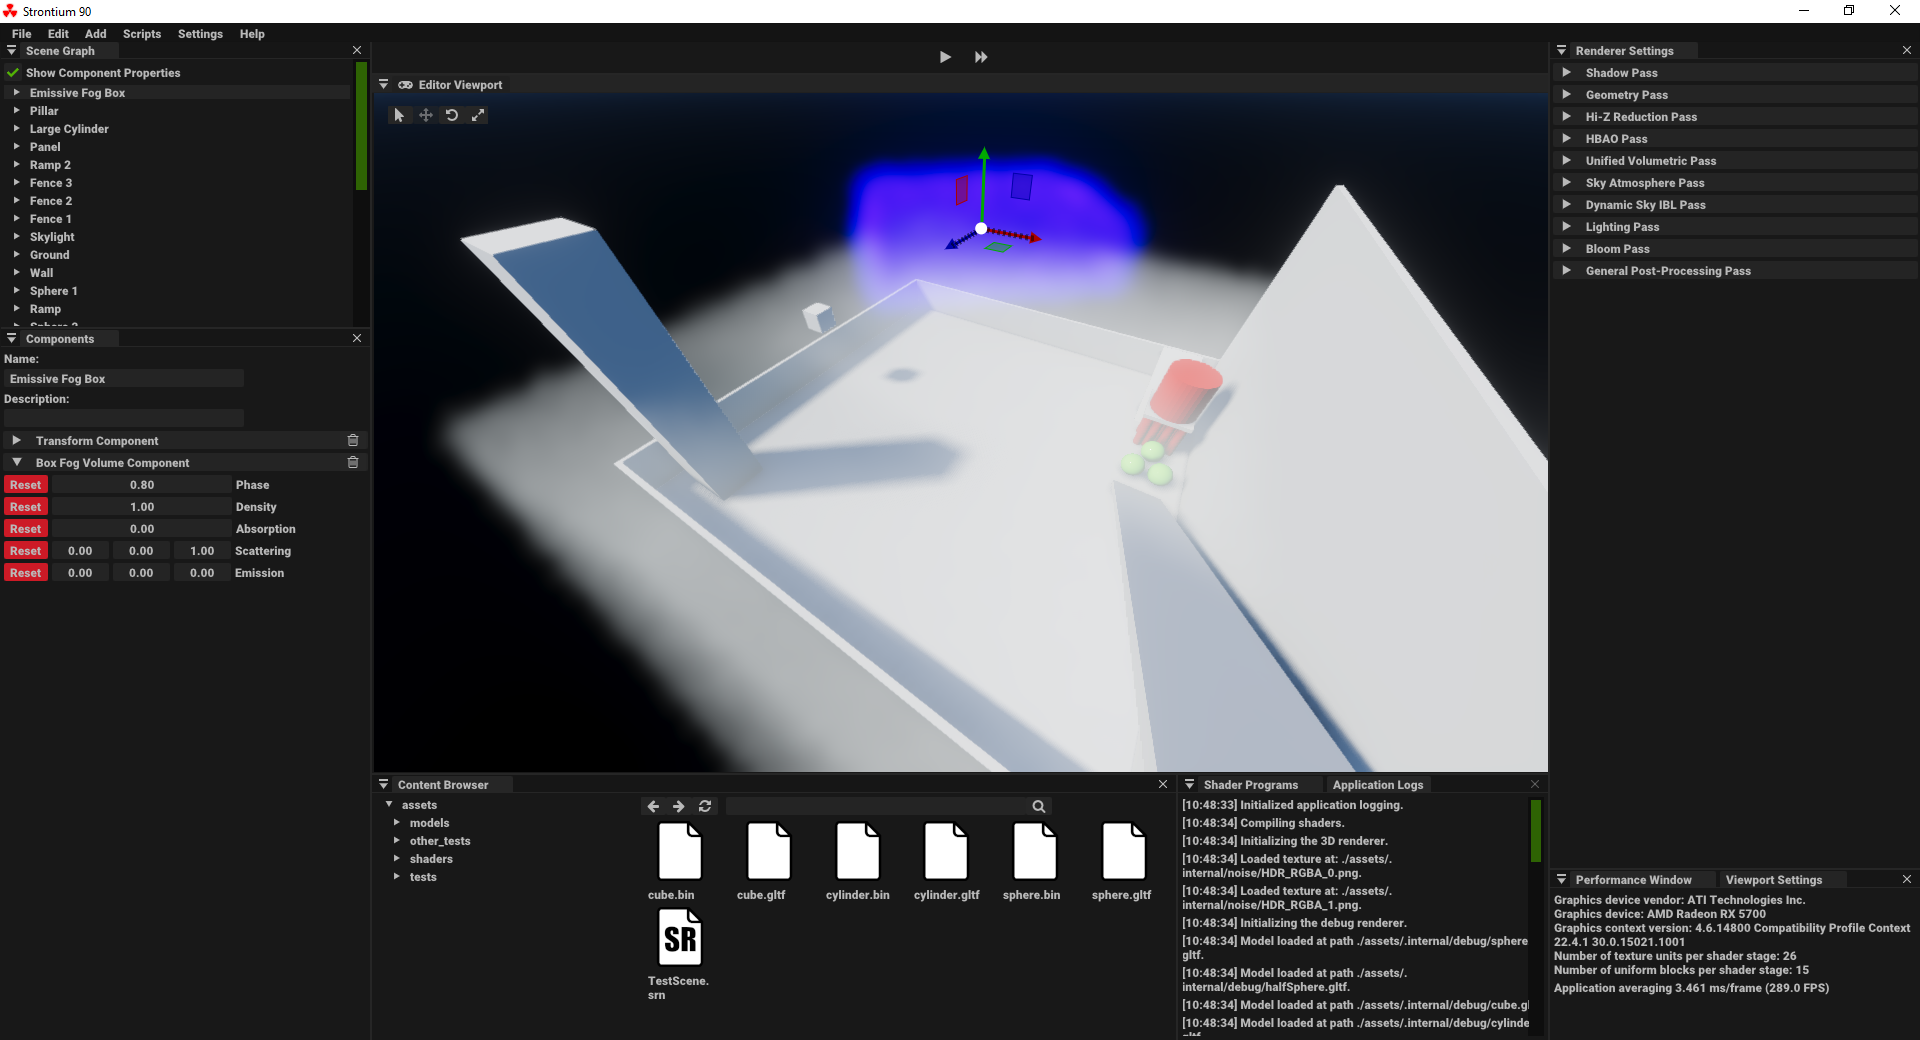 Strontium 90
File Edit Add Scripts Settings Help
Scene Graph
Show Component Properties
Emissive Fog Box
Pillar
Large Cylinder
Panel
Ramp 2
Fence 3
Fence 2
Fence 1
Skylight
Ground
Wall
Sphere 1
Ramp
Components
Name:
Emissive Fog Box
Description:
Transform Component
Box Fog Volume Component
Reset 0.80 Phase
Reset 1.00 Density
Reset 0.00 Absorption
Reset 0.00 0.00 1.00 Scattering
Reset 0.00 0.00 0.00 Emission
Editor Viewport
Content Browser
assets
models
other_tests
shaders
tests
cube.bin cube.gltf cylinder.bin cylinder.gltf sphere.bin sphere.gltf
SR
TestScene.
srn
Shader Programs Application Logs
[10:48:33] Initialized application logging.
[10:48:34] Compiling shaders.
[10:48:34] Initializing the 3D renderer.
[10:48:34] Loaded texture at: ./assets/.
internal/noise/HDR_RGBA_0.png.
[10:48:34] Loaded texture at: ./assets/.
internal/noise/HDR_RGBA_1.png.
[10:48:34] Initializing the debug renderer.
[10:48:34] Model loaded at path ./assets/.internal/debug/sphere
gltf.
[10:48:34] Model loaded at path ./assets/.
internal/debug/halfSphere.gltf.
[10:48:34] Model loaded at path ./assets/.internal/debug/cube.gl
[10:48:34] Model loaded at path ./assets/.internal/debug/cylinde
Renderer Settings
Shadow Pass
Geometry Pass
Hi-Z Reduction Pass
HBAO Pass
Unified Volumetric Pass
Sky Atmosphere Pass
Dynamic Sky IBL Pass
Lighting Pass
Bloom Pass
General Post-Processing Pass
Performance Window Viewport Settings
Graphics device vendor: ATI Technologies Inc.
Graphics device: AMD Radeon RX 5700
Graphics context version: 4.6.14800 Compatibility Profile Context
22.4.1 30.0.15021.1001
Number of texture units per shader stage: 26
Number of uniform blocks per shader stage: 15
Application averaging 3.461 ms/frame (289.0 FPS)